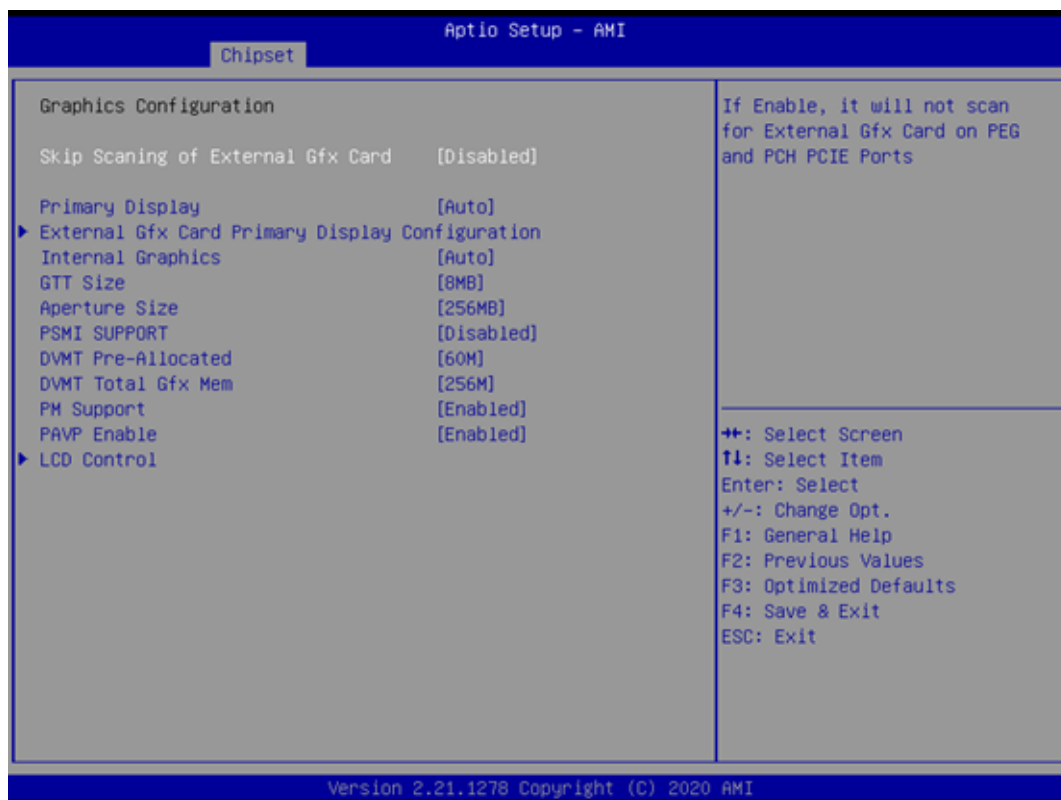 Aptio Setup - AMI
Chipset
Graphics Configuration
Skip Scaning of External Gfx Card [Disabled]
Primary Display [Auto]
External Gfx Card Primary Display Configuration
Internal Graphics [Auto]
GTT Size [8MB]
Aperture Size [256MB]
PSMI SUPPORT [Disabled]
DVMT Pre-Allocated [60M]
DVMT Total Gfx Mem [256M]
PM Support [Enabled]
PAVP Enable [Enabled]
LCD Control
If Enable, it will not scan
for External Gfx Card on PEG
and PCH PCIE Ports
→←: Select Screen
↑↓: Select Item
Enter: Select
+/-: Change Opt.
F1: General Help
F2: Previous Values
F3: Optimized Defaults
F4: Save & Exit
ESC: Exit
Version 2.21.1278 Copyright (C) 2020 AMI